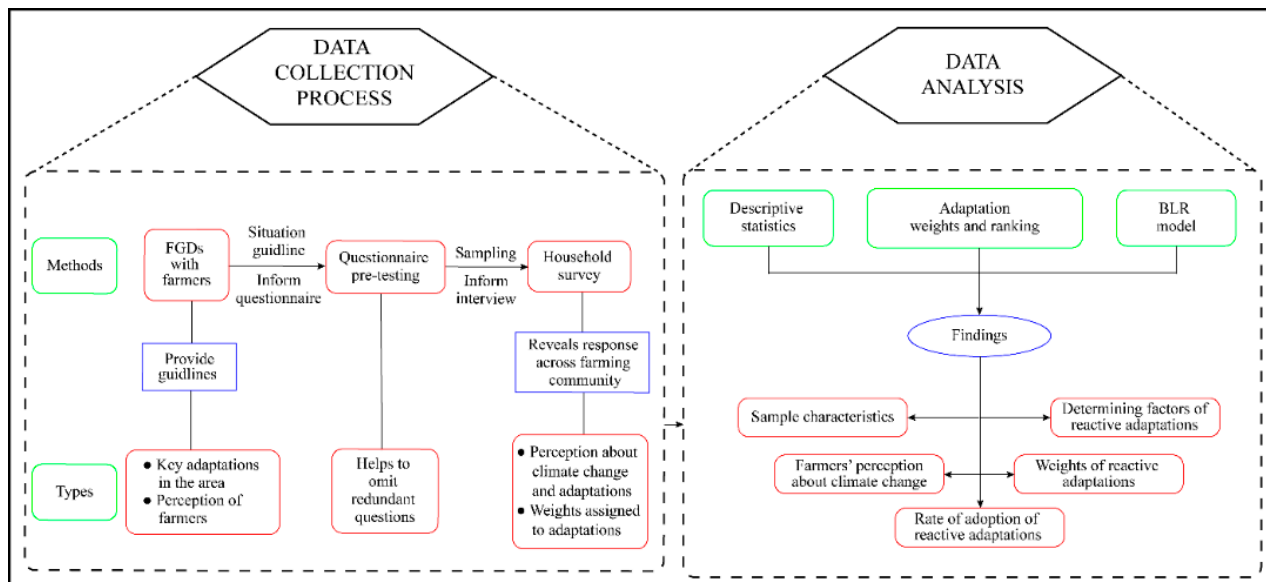 DATA
COLLECTION
PROCESS
DATA
ANALYSIS
Methods
FGDs
with
farmers
Situation
guidline
Inform
questionnaire
Questionnaire
pre-testing
Sampling
Inform
interview
Household
survey
Provide
guidlines
Reveals response
across farming
community
Types
● Key adaptations
in the area
● Perception of
farmers
Helps to
omit
redundant
questions
● Perception about
climate change
and adaptations
● Weights assigned
to adaptations
Descriptive
statistics
Adaptation
weights and ranking
BLR
model
Findings
Sample characteristics
Determining factors of
reactive adaptations
Farmers' perception
about climate change
Weights of reactive
adaptations
Rate of adoption of
reactive adaptations